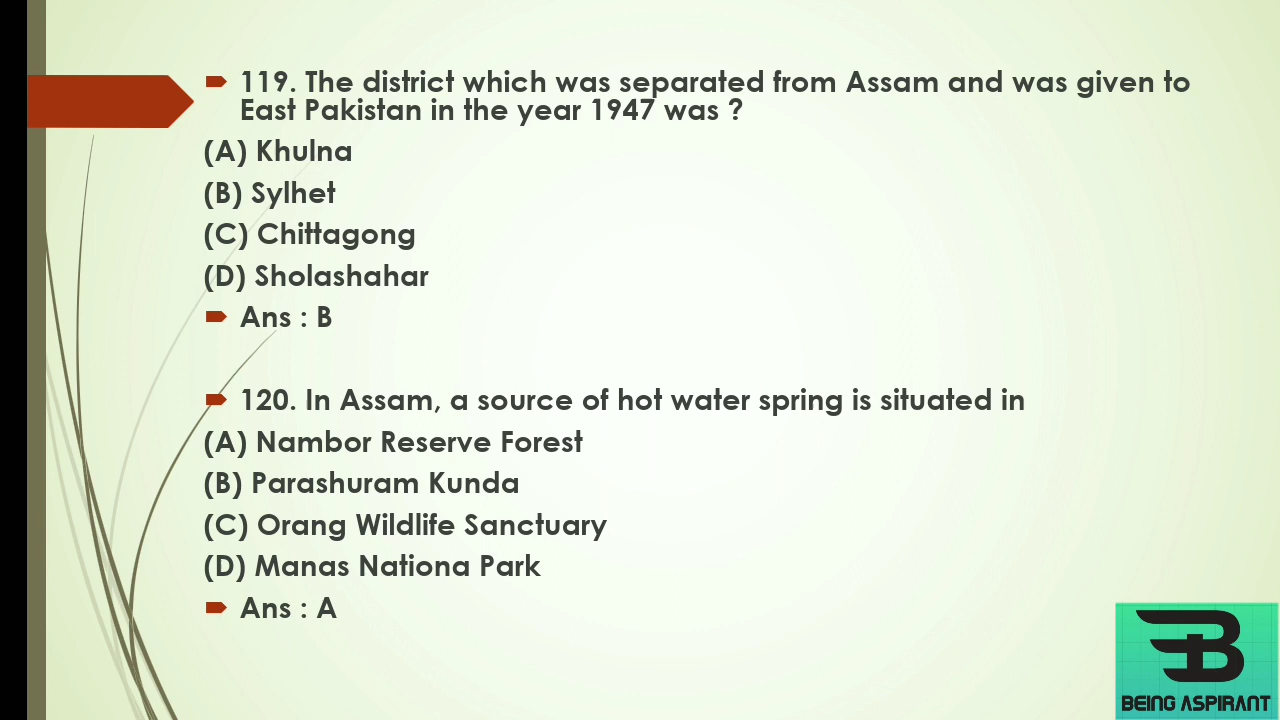 119. The district which was separated from Assam and was given to
East Pakistan in the year 1947 was ?
(A) Khulna
(B) Sylhet
(C) Chittagong
(D) Sholashahar
Ans : B
120. In Assam, a source of hot water spring is situated in
(A) Nambor Reserve Forest
(B) Parashuram Kunda
(C) Orang Wildlife Sanctuary
(D) Manas Nationa Park
Ans : A
BEING ASPIRANT